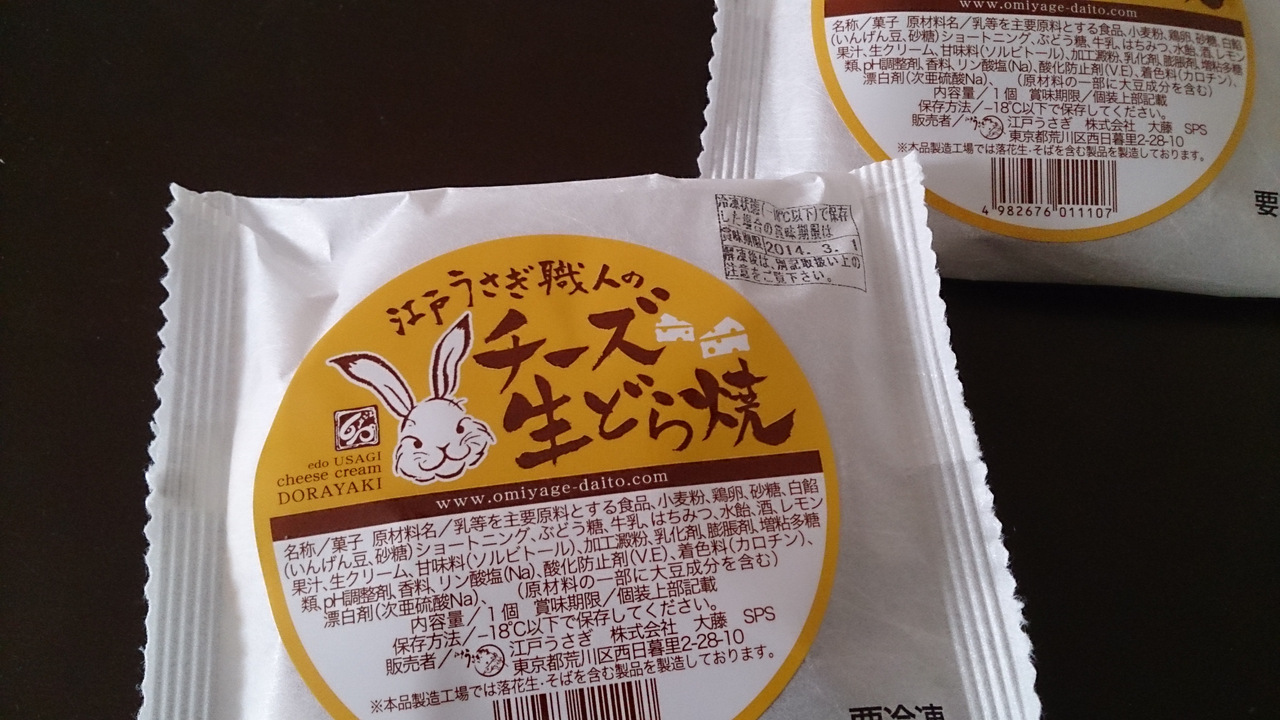 www.omiyage-daito.com
名称／菓子 原材料名／乳等を主要原料とする食品、小麦粉、鶏卵、砂糖、白餡
(いんげん豆、砂糖)ショートニング、ぶどう糖、牛乳、はちみつ、水飴、酒、レモン
果汁、生クリーム、甘味料(ソルビトール)、加工澱粉、乳化剤、膨脹剤、増粘多糖
類、pH調整剤、香料、リン酸塩(Na)、酸化防止剤(V.E)、着色料(カロチン)、
漂白剤(次亜硫酸Na)、 (原材料の一部に大豆成分を含む)
内容量／1個 賞味期限／個装上部記載
保存方法／-18℃以下で保存してください。
販売者／ 江戸うさぎ 株式会社 大藤 SPS
東京都荒川区西日暮里2-28-10
※本品製造工場では落花生・そばを含む製品を製造しております。
4 982676 011107
要
冷凍状態(-18℃以下)で保存
した場合の賞味期限は
賞味期限 2014. 3. 1
解凍後は、別記取扱い上の
注意をご覧下さい。
江戸うさぎ職人の
チーズ
生どら焼
edo USAGI
cheese cream
DORAYAKI
www.omiyage-daito.com
名称／菓子 原材料名／乳等を主要原料とする食品、小麦粉、鶏卵、砂糖、白餡
(いんげん豆、砂糖)ショートニング、ぶどう糖、牛乳、はちみつ、水飴、酒、レモン
果汁、生クリーム、甘味料(ソルビトール)、加工澱粉、乳化剤、膨脹剤、増粘多糖
類、pH調整剤、香料、リン酸塩(Na)、酸化防止剤(V.E)、着色料(カロチン)、
漂白剤(次亜硫酸Na)、 (原材料の一部に大豆成分を含む)
内容量／1個 賞味期限／個装上部記載
保存方法／-18℃以下で保存してください。
販売者／ 江戸うさぎ 株式会社 大藤 SPS
東京都荒川区西日暮里2-28-10
※本品製造工場では落花生・そばを含む製品を製造しております。
要冷凍